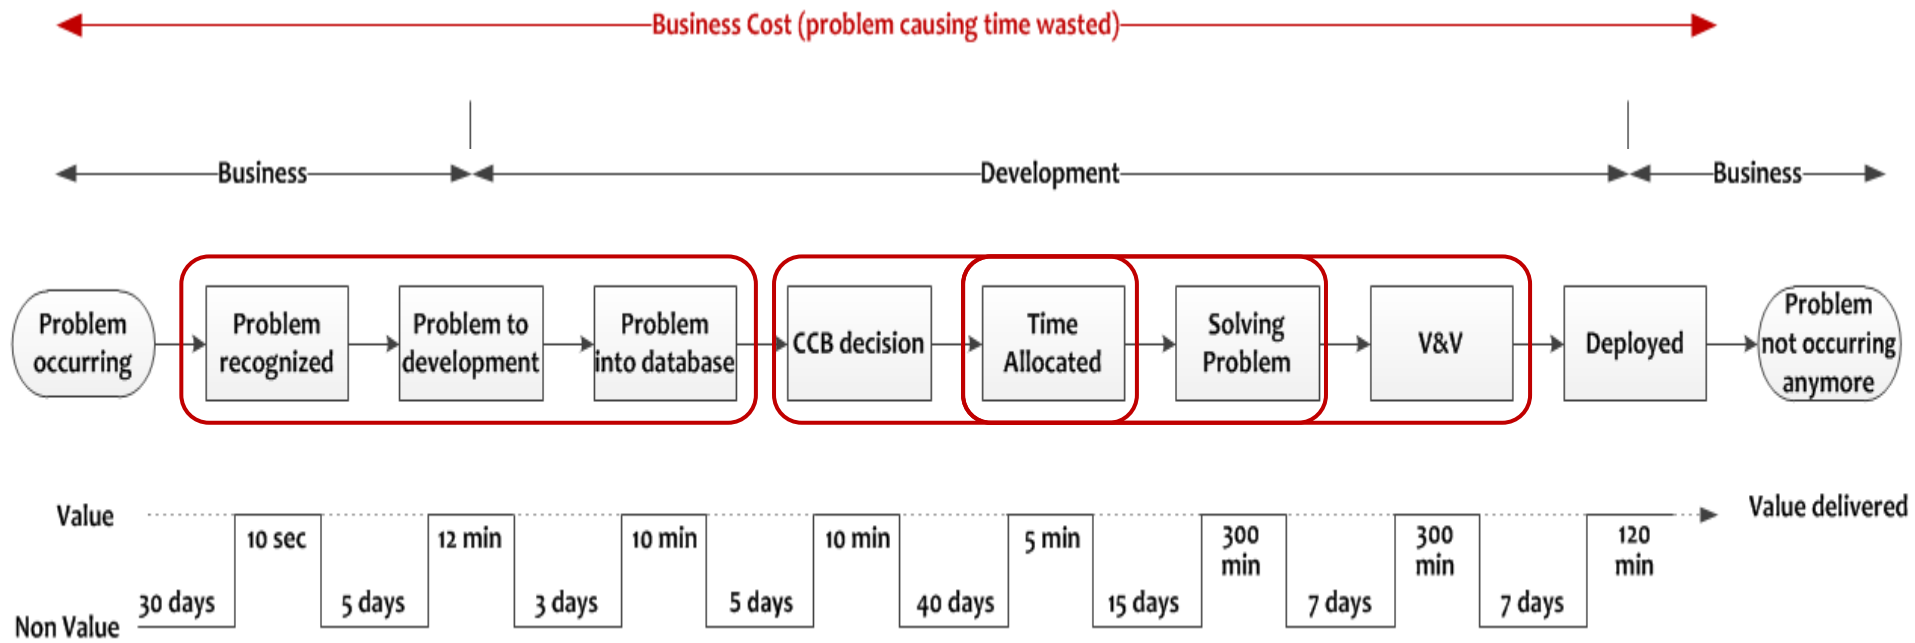 Business Cost (problem causing time wasted)
Business
Development
Business
Problem
occurring
Problem
recognized
Problem to
development
Problem
into database
CCB decision
Time
Allocated
Solving
Problem
V&V
Deployed
Problem
not occurring
anymore
Value
10 sec
12 min
10 min
10 min
5 min
300
min
300
min
120
min
Value delivered
Non Value
30 days
5 days
3 days
5 days
40 days
15 days
7 days
7 days